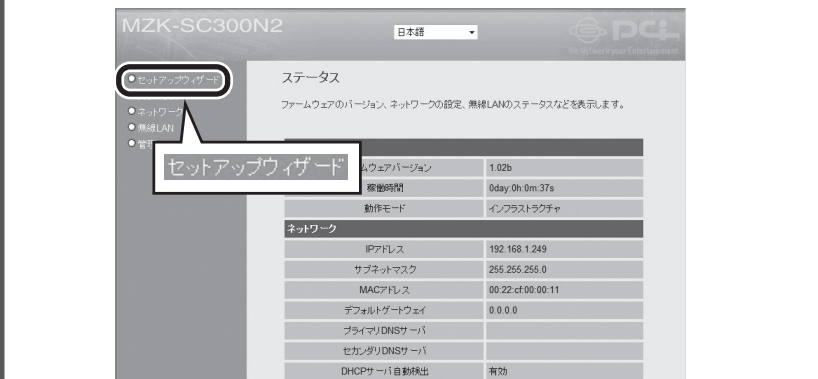 MZK-SC300N2
日本語
PCi
We Network your Entertainment
セットアップウィザード
ステータス
ファームウェアのバージョン、ネットワークの設定、無線LANのステータスなどを表示します。
ネットワーク
無線LAN
管理
セットアップウィザード
ムウェアバージョン 1.02b
稼働時間 0day:0h:0m:37s
動作モード インフラストラクチャ
ネットワーク
IPアドレス 192.168.1.249
サブネットマスク 255.255.255.0
MACアドレス 00:22:cf:00:00:11
デフォルトゲートウェイ 0.0.0.0
プライマリDNSサーバ
セカンダリDNSサーバ
DHCPサーバ自動検出 有効